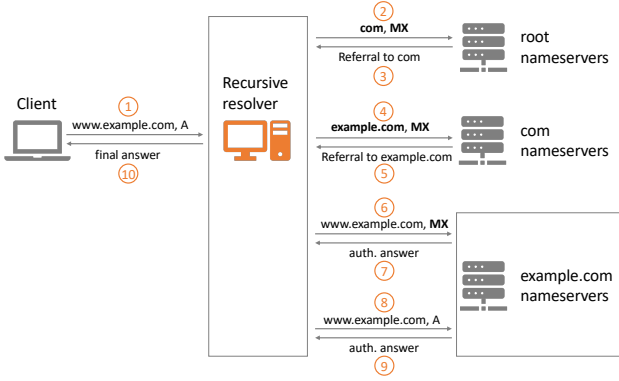 2
com, MX
Referral to com
3
root
nameservers
Recursive
resolver
Client
1
www.example.com, A
final answer
10
4
example.com, MX
Referral to example.com
5
com
nameservers
6
www.example.com, MX
auth. answer
7
8
www.example.com, A
auth. answer
9
example.com
nameservers